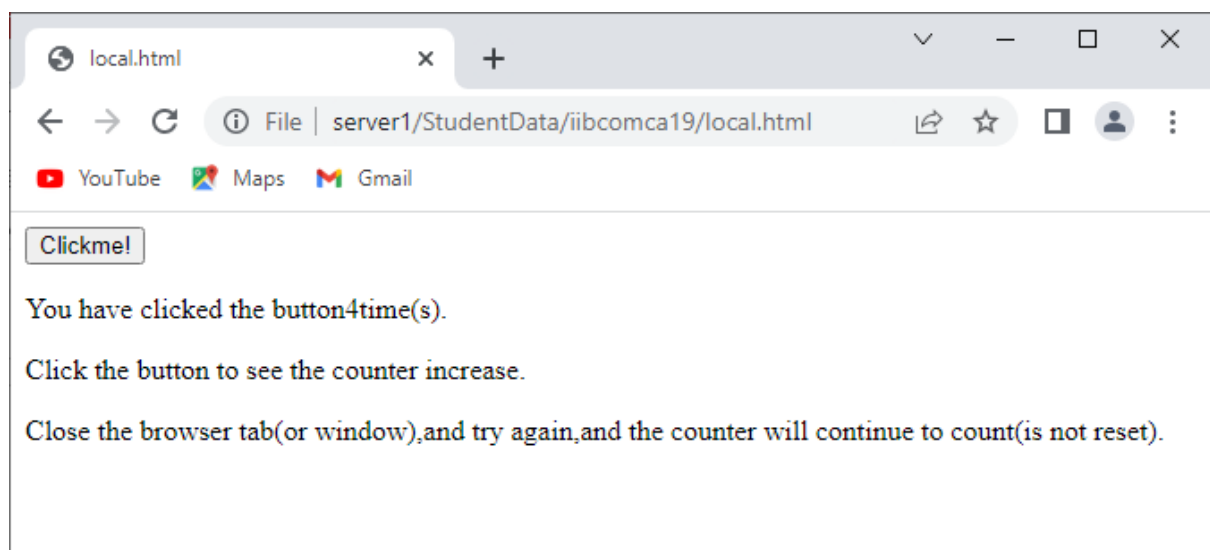 local.html
File server1/StudentData/iibcomca19/local.html
YouTube Maps Gmail
Clickme!
You have clicked the button4time(s).
Click the button to see the counter increase.
Close the browser tab(or window),and try again,and the counter will continue to count(is not reset).